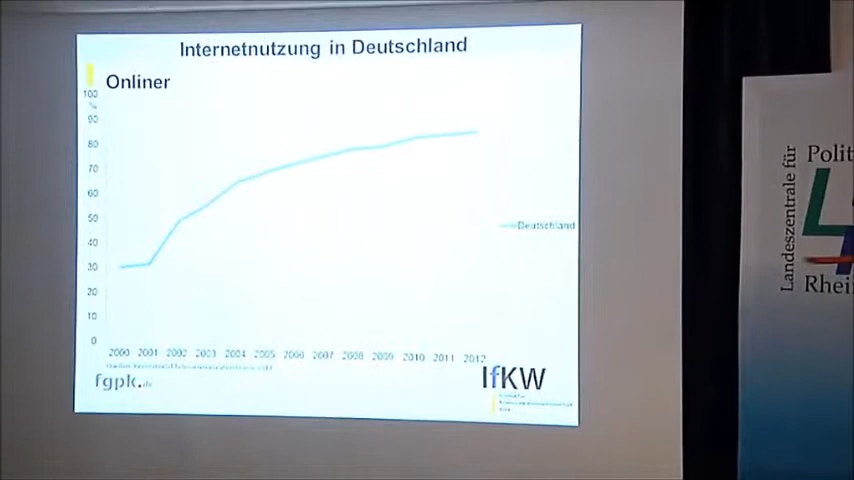 Internetnutzung in Deutschland
Onliner
100
%
90
80
70
60
50
40
30
20
10
0
Deutschland
2000 2001 2002 2003 2004 2005 2006 2007 2008 2009 2010 2011 2012
fgpk.de
IfKW
Landeszentrale für
Polit
Rhein